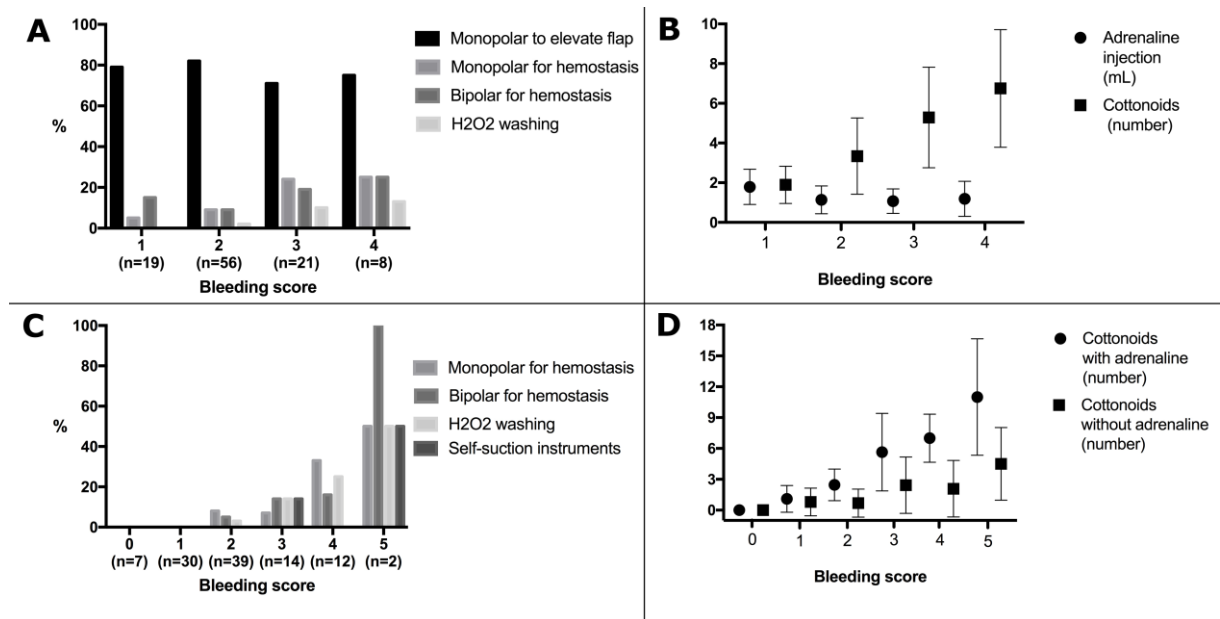 A
100
80
60
%
40
20
0
1
2
3
4
(n=19)
(n=56)
(n=21)
(n=8)
Bleeding score
Monopolar to elevate flap
Monopolar for hemostasis
Bipolar for hemostasis
H2O2 washing
B
10
8
6
4
2
0
1
2
3
4
Bleeding score
Adrenaline
injection
(mL)
Cottonoids
(number)
C
100
80
60
%
40
20
0
0
1
2
3
4
5
(n=7)
(n=30)
(n=39)
(n=14)
(n=12)
(n=2)
Bleeding score
Monopolar for hemostasis
Bipolar for hemostasis
H2O2 washing
Self-suction instruments
D
18
15
12
9
6
3
0
0
1
2
3
4
5
Bleeding score
Cottonoids
with adrenaline
(number)
Cottonoids
without adrenaline
(number)